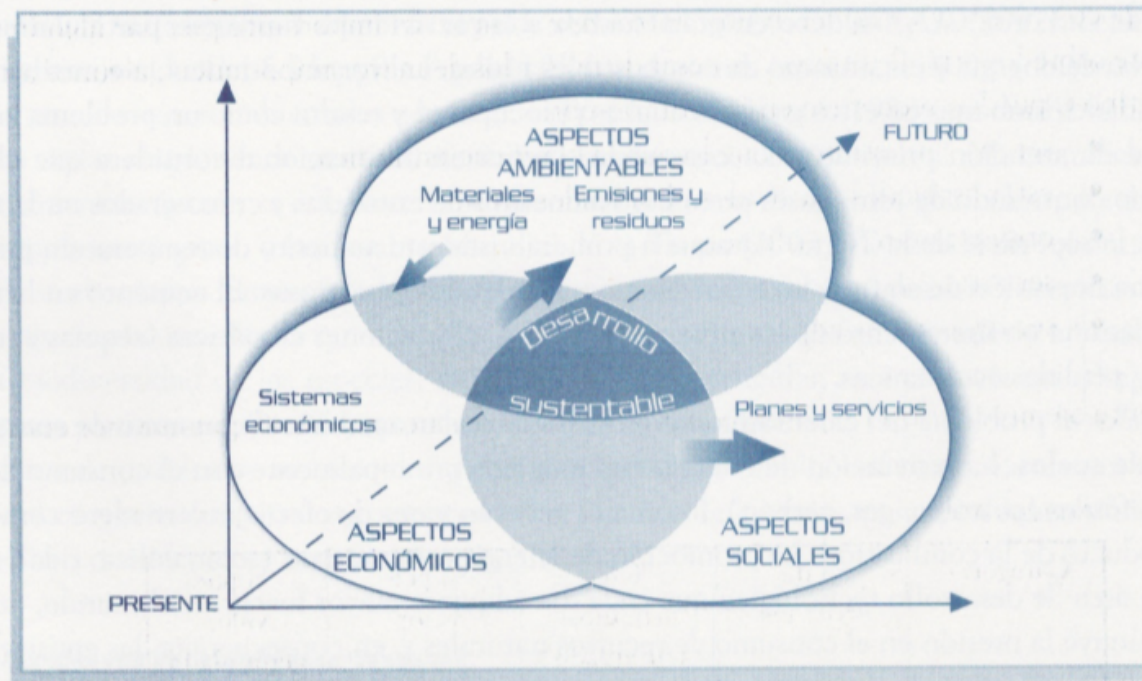 ASPECTOS
AMBIENTABLES
Materiales
y energía
Emisiones y
residuos
FUTURO
Desarrollo
sustentable
Sistemas
económicos
Planes y servicios
ASPECTOS
ECONÓMICOS
ASPECTOS
SOCIALES
PRESENTE